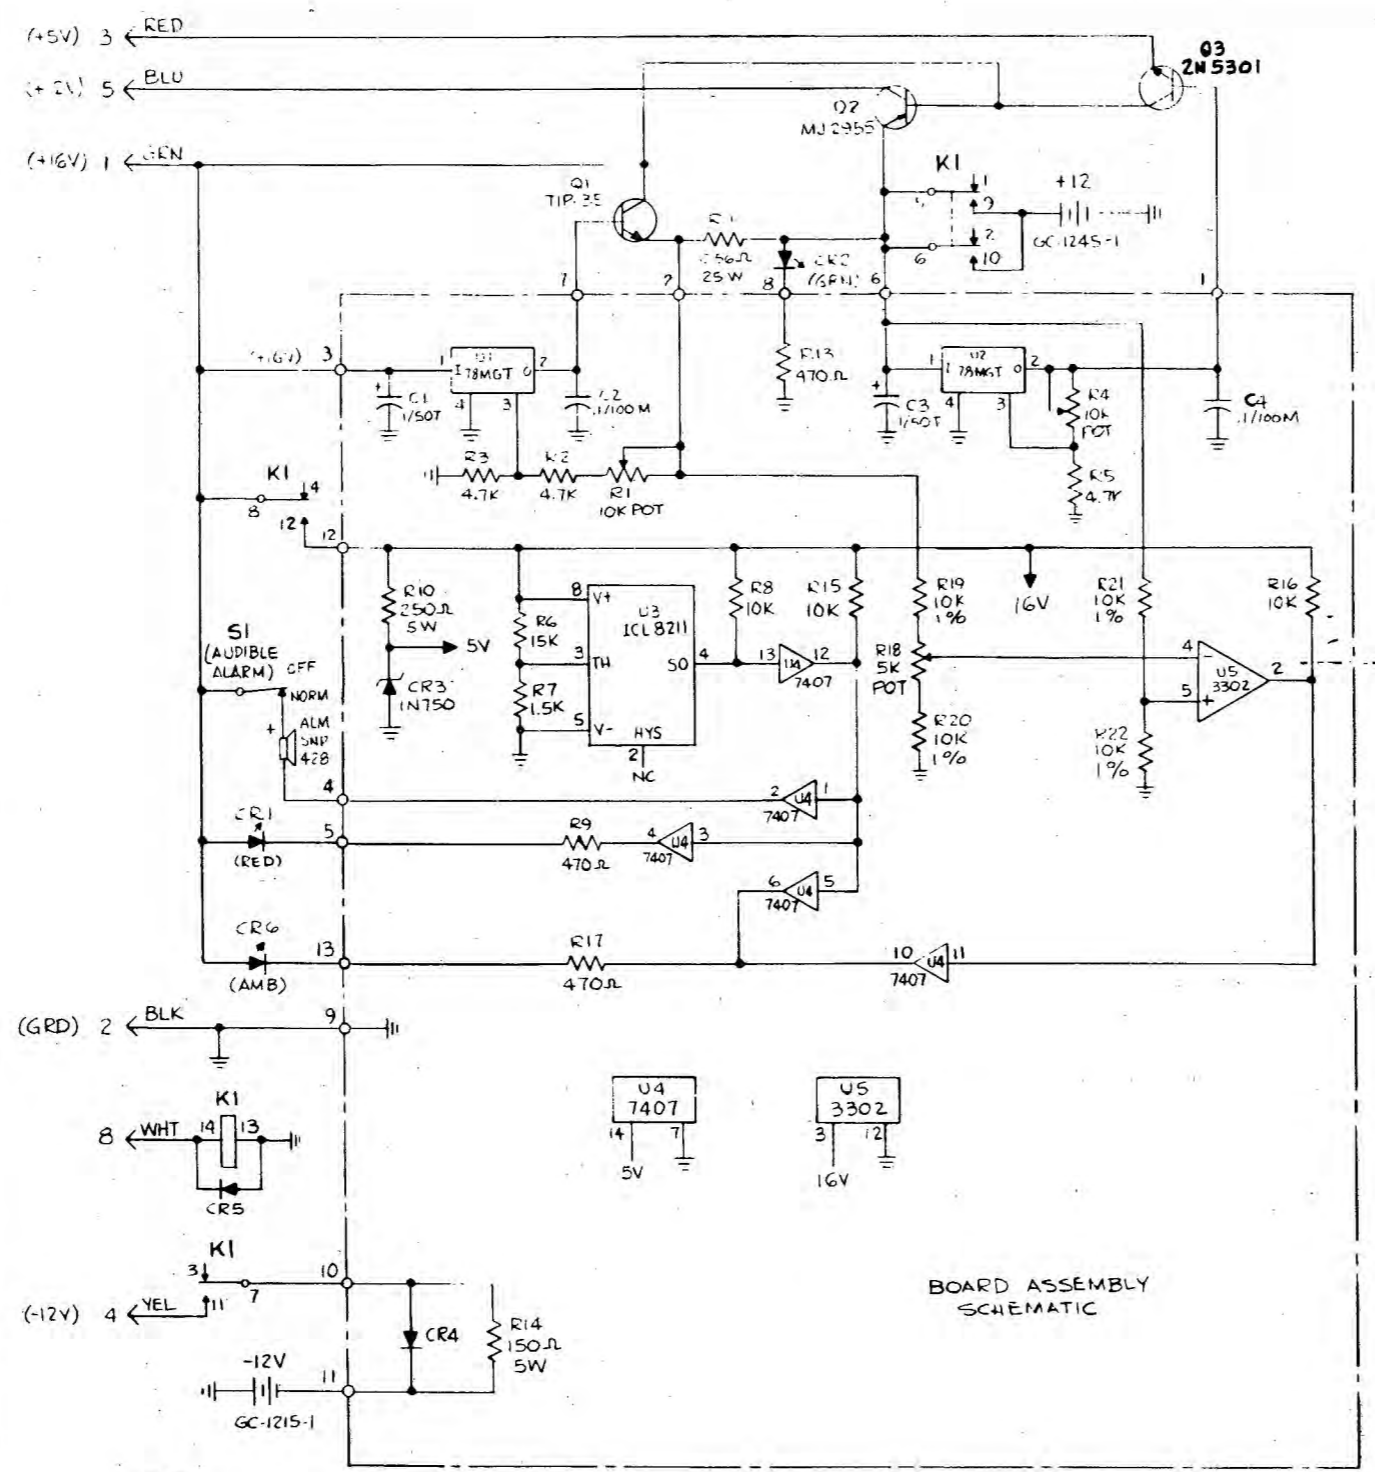 (+5V) 3 RED
Q3
2N5301
5 BLU
Q2
MJ2955
(+16V) 1 GRN
K1
1
9
+12
Q1
2
6
10
GC-1245-1
25W
CR2
(GRN)
7
2
8
6
1
(+16V) 3
1 I U1 O 2
78MGT
4 3
C1
1/50T
C2
.1/100M
R13
470Ω
1 I U2 O 2
78MGT
4 3
C3
1/50T
R4
10K
POT
C4
.1/100M
R5
4.7K
R3
4.7K
R2
4.7K
R1
10K POT
K1
4
8
12
12
R10
250Ω
5W
5V
CR3
1N750
R6
15K
R7
1.5K
8 V+
U3
ICL8211
3 TH
SO 4
5 V-
HYS
2
NC
R8
10K
R15
10K
13 U4 12
7407
R19
10K
1%
R18
5K
POT
R20
10K
1%
16V
R21
10K
1%
R22
10K
1%
4 -
5 +
U5
3302
2
R16
10K
S1
(AUDIBLE
ALARM)
OFF
NORM
+
ALM
SND
428
4
2 U4 1
7407
CR1
(RED)
5
R9
470Ω
4 U4 3
7407
6 U4 5
7407
CR6
(AMB)
13
R17
470Ω
10 U4 11
7407
(GRD) 2 BLK
9
K1
8 WHT 14 13
CR5
U4
7407
14 7
5V
U5
3302
3 12
16V
K1
3
11
7
10
(-12V) 4 YEL
CR4
R14
150Ω
5W
-12V
11
GC-1215-1
BOARD ASSEMBLY
SCHEMATIC